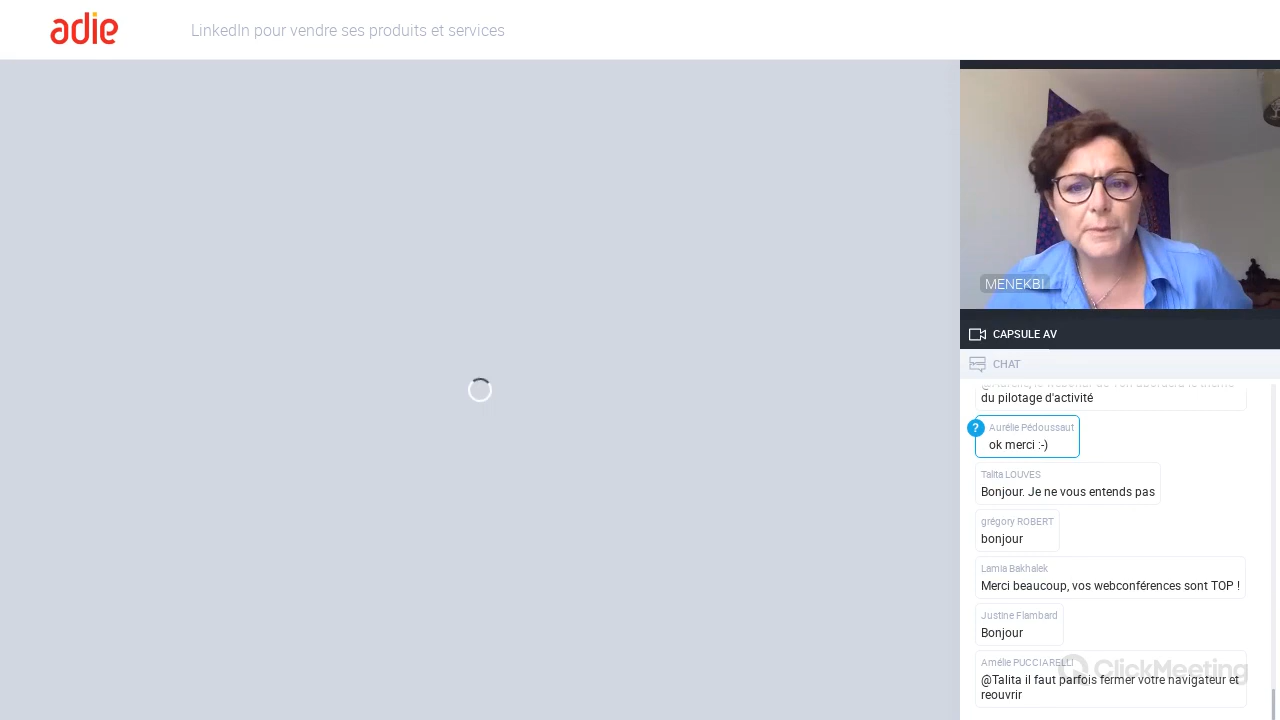 adie
LinkedIn pour vendre ses produits et services
MENEKBI
CAPSULE AV
CHAT
du pilotage d'activité
?
Aurélie Pédoussaut
ok merci :-)
Talita LOUVES
Bonjour. Je ne vous entends pas
grégory ROBERT
bonjour
Lamia Bakhalek
Merci beaucoup, vos webconférences sont TOP !
Justine Flambard
Bonjour
Amélie PUCCIARELLI
ClickMeeting
@Talita il faut parfois fermer votre navigateur et
reouvrir